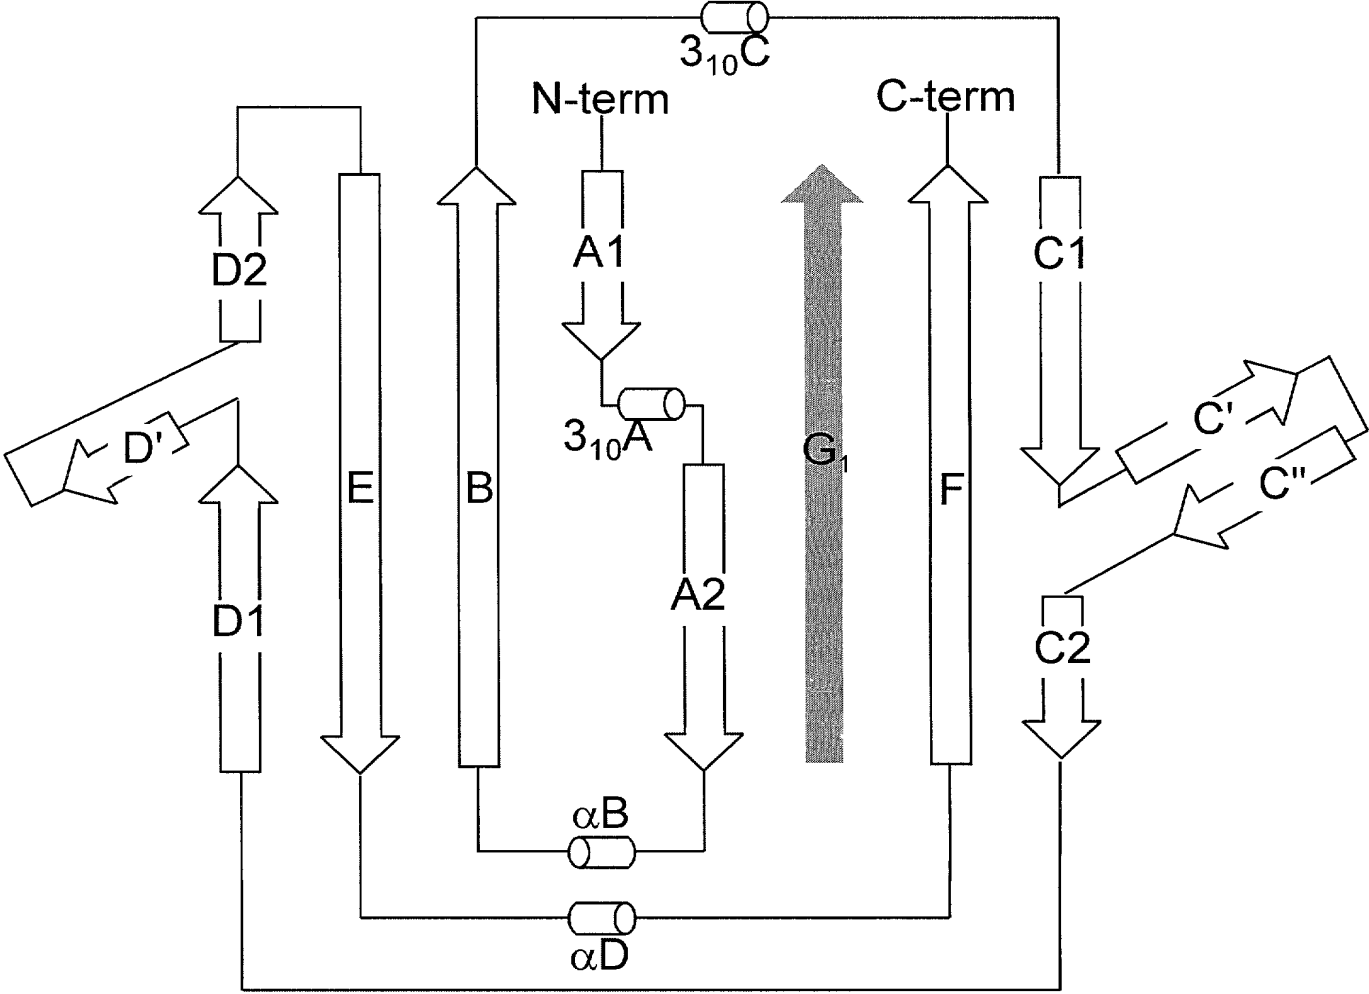 3₁₀C
N-term
C-term
A1
C1
D2
C'
3₁₀A
D'
G₁
C''
E
B
F
A2
D1
C2
αB
αD